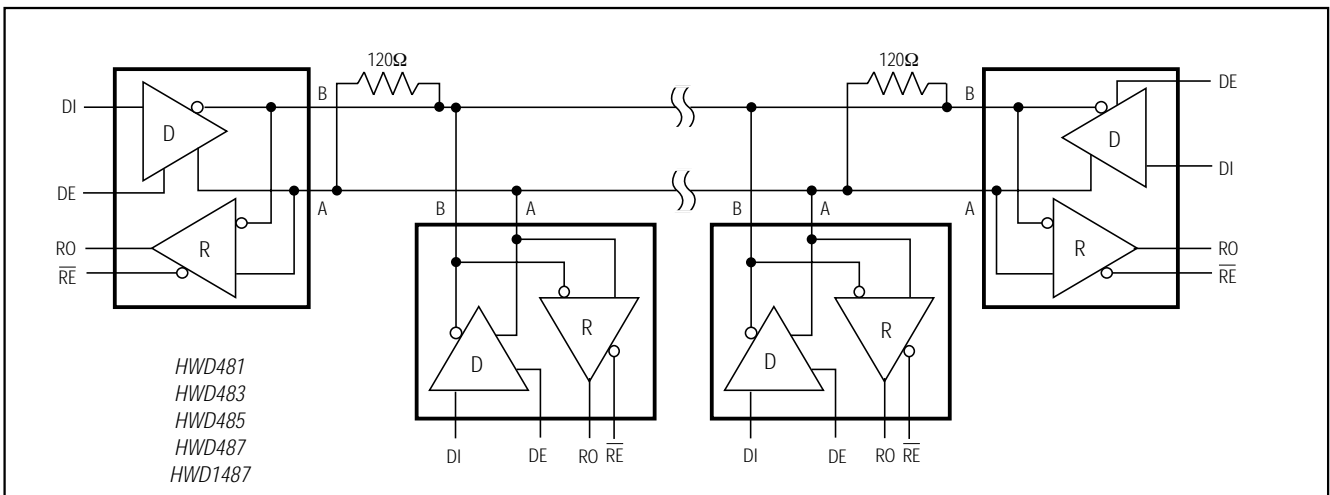 120Ω
120Ω
DI
D
B
B
D
DE
DE
DI
A
B
A
B
A
A
RO
R
RE
R
RO
RE
D
R
D
R
DI
DE
RO
RE
DI
DE
RO
RE
HWD481
HWD483
HWD485
HWD487
HWD1487